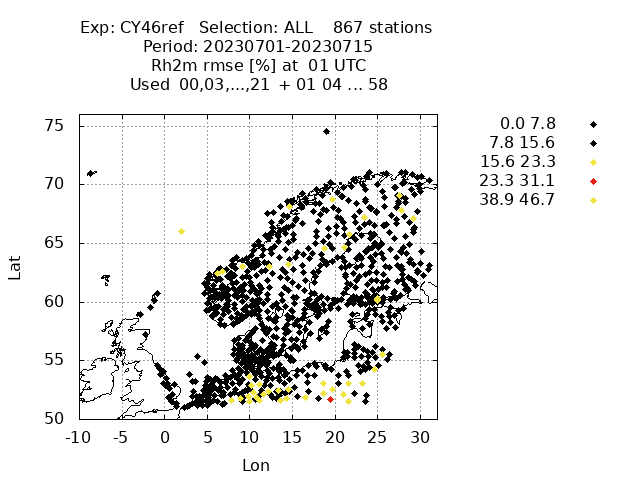 Exp: CY46ref   Selection: ALL    867 stations
Period: 20230701-20230715
Rh2m rmse [%] at  01 UTC
Used  00,03,...,21  + 01 04 ... 58
0.0 7.8
7.8 15.6
15.6 23.3
23.3 31.1
38.9 46.7
75
70
65
60
55
50
Lat
-10 -5 0 5 10 15 20 25 30
Lon